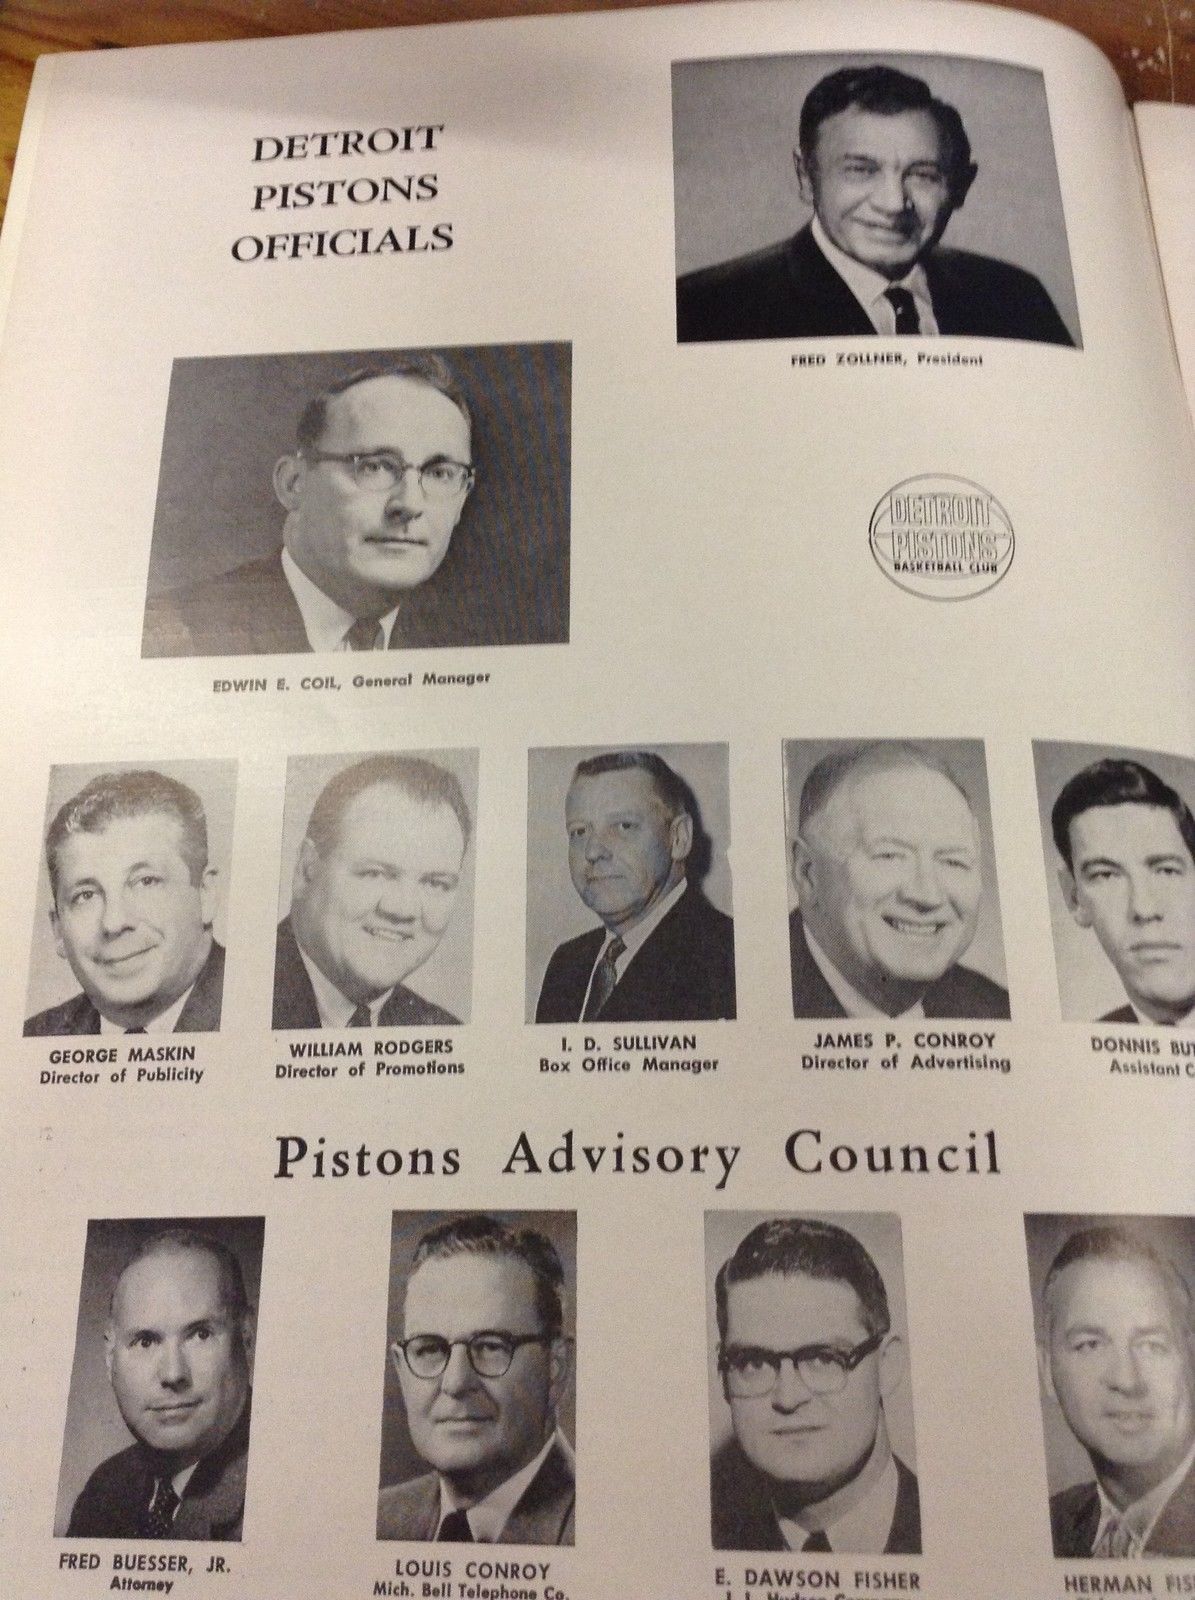 DETROIT
PISTONS
OFFICIALS
FRED ZOLLNER, President
DETROIT
PISTONS
BASKETBALL CLUB
EDWIN E. COIL, General Manager
GEORGE MASKIN
Director of Publicity
WILLIAM RODGERS
Director of Promotions
I. D. SULLIVAN
Box Office Manager
JAMES P. CONROY
Director of Advertising
DONNIS
Assistant
Pistons Advisory Council
FRED BUESSER, JR.
Attorney
LOUIS CONROY
Mich. Bell Telephone Co.
E. DAWSON FISHER
HERMAN